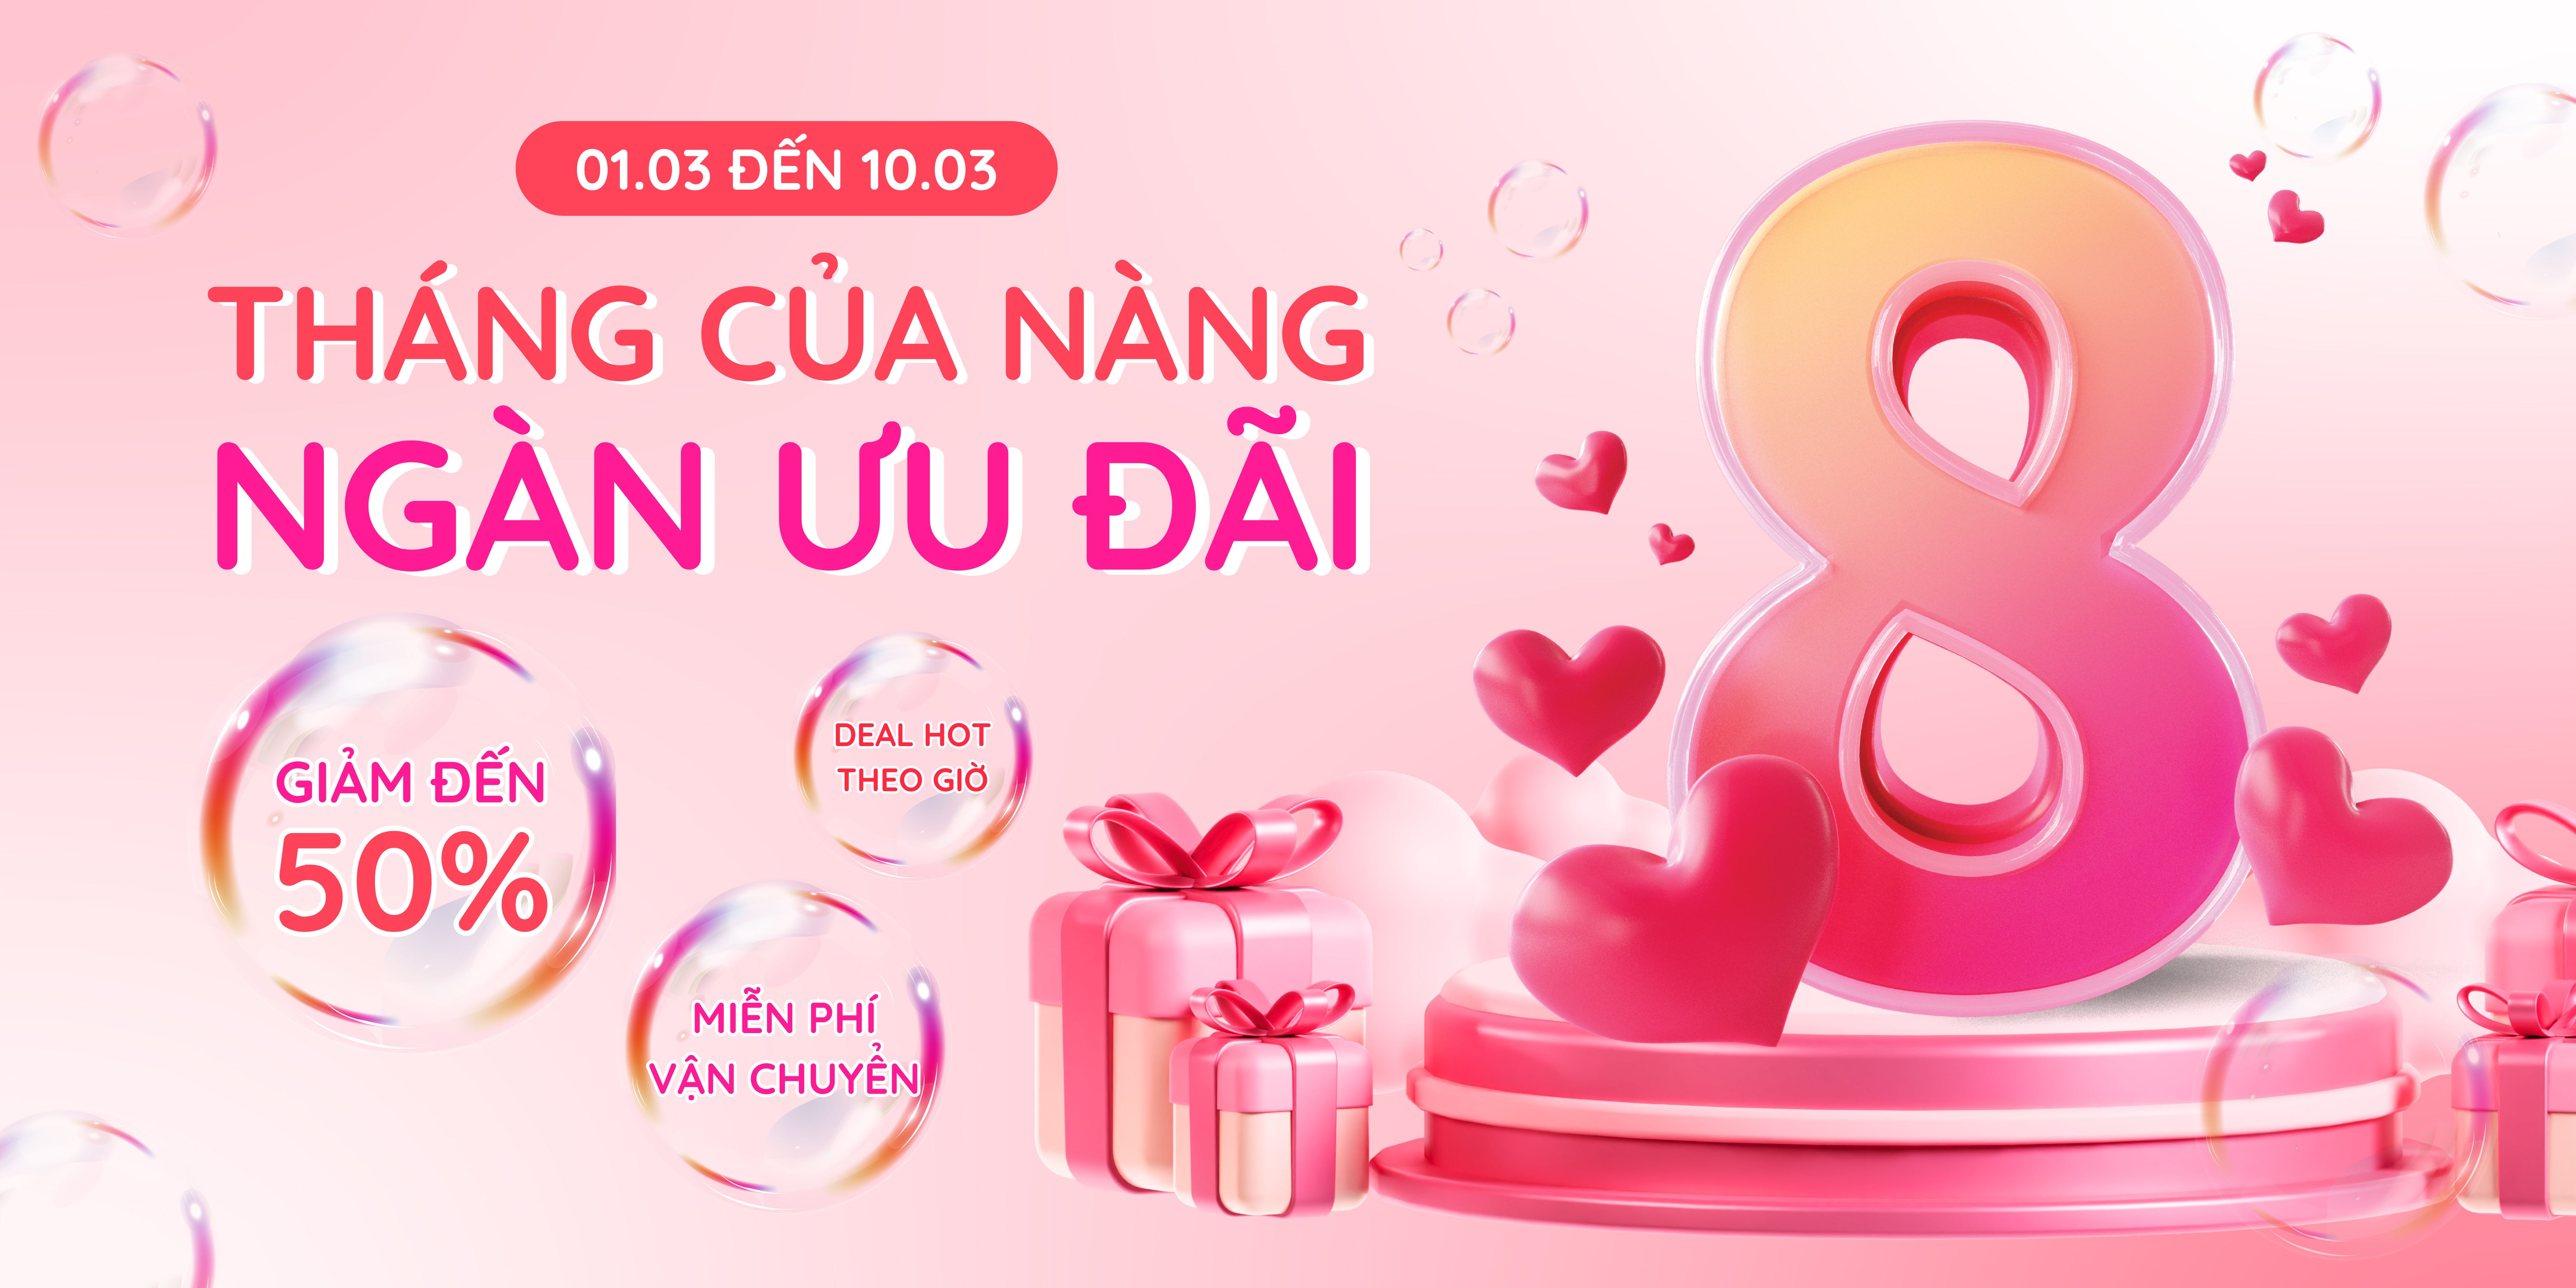 01.03 ĐẾN 10.03
THÁNG CỦA NÀNG
NGÀN ƯU ĐÃI
GIẢM ĐẾN
50%
DEAL HOT
THEO GIỜ
MIỄN PHÍ
VẬN CHUYỂN
8